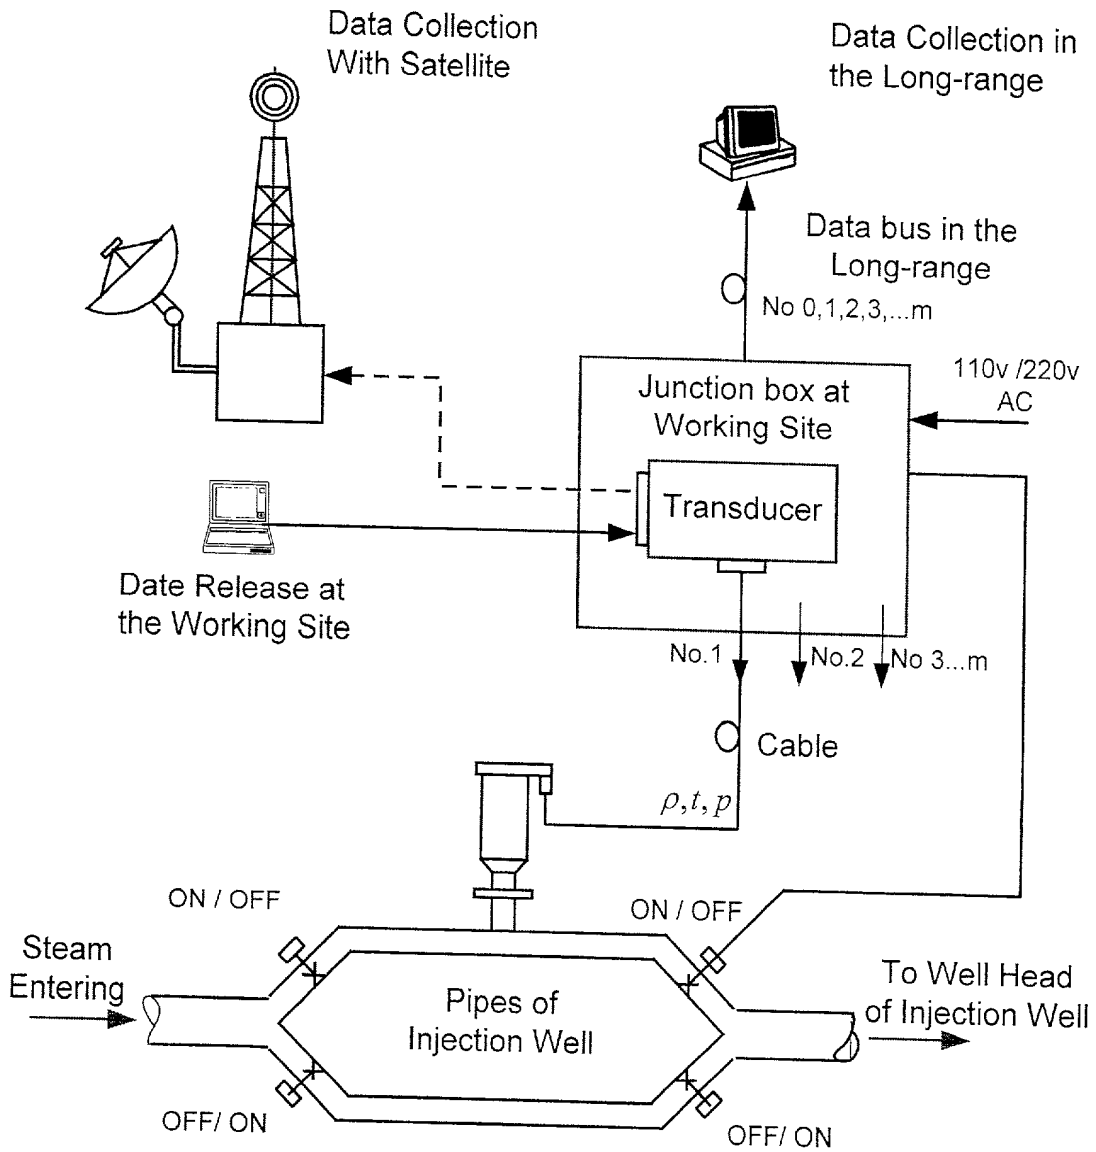 Data Collection
With Satellite
Data Collection in
the Long-range
Data bus in the
Long-range
No 0,1,2,3,...m
110v /220v
AC
Junction box at
Working Site
Transducer
Date Release at
the Working Site
No.1
No.2
No 3...m
Cable
ρ,t,p
ON / OFF
ON / OFF
Steam
Entering
Pipes of
Injection Well
To Well Head
of Injection Well
OFF/ ON
OFF/ ON